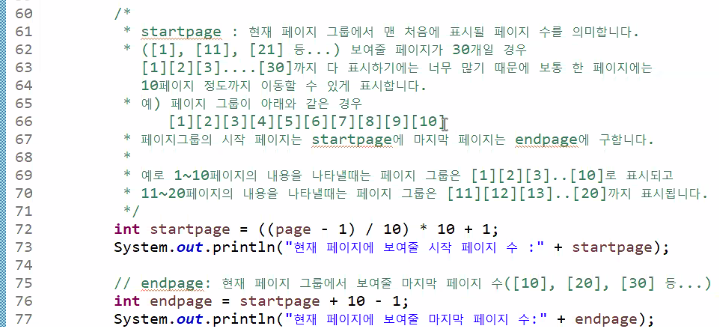 60 /*
61 * startpage : 현재 페이지 그룹에서 맨 처음에 표시될 페이지 수를 의미합니다.
62 * ([1], [11], [21] 등...) 보여줄 페이지가 30개일 경우
63 [1][2][3]....[30]까지 다 표시하기에는 너무 많기 때문에 보통 한 페이지에는
64 10페이지 정도까지 이동할 수 있게 표시합니다.
65 * 예) 페이지 그룹이 아래와 같은 경우
66 [1][2][3][4][5][6][7][8][9][10]
67 * 페이지그룹의 시작 페이지는 startpage에 마지막 페이지는 endpage에 구합니다.
68 *
69 * 예로 1~10페이지의 내용을 나타낼때는 페이지 그룹은 [1][2][3]..[10]로 표시되고
70 * 11~20페이지의 내용을 나타낼때는 페이지 그룹은 [11][12][13]..[20]까지 표시됩니다.
71 */
72 int startpage = ((page - 1) / 10) * 10 + 1;
73 System.out.println("현재 페이지에 보여줄 시작 페이지 수 :" + startpage);
74
75 // endpage: 현재 페이지 그룹에서 보여줄 마지막 페이지 수([10], [20], [30] 등...)
76 int endpage = startpage + 10 - 1;
77 System.out.println("현재 페이지에 보여줄 마지막 페이지 수:" + endpage);